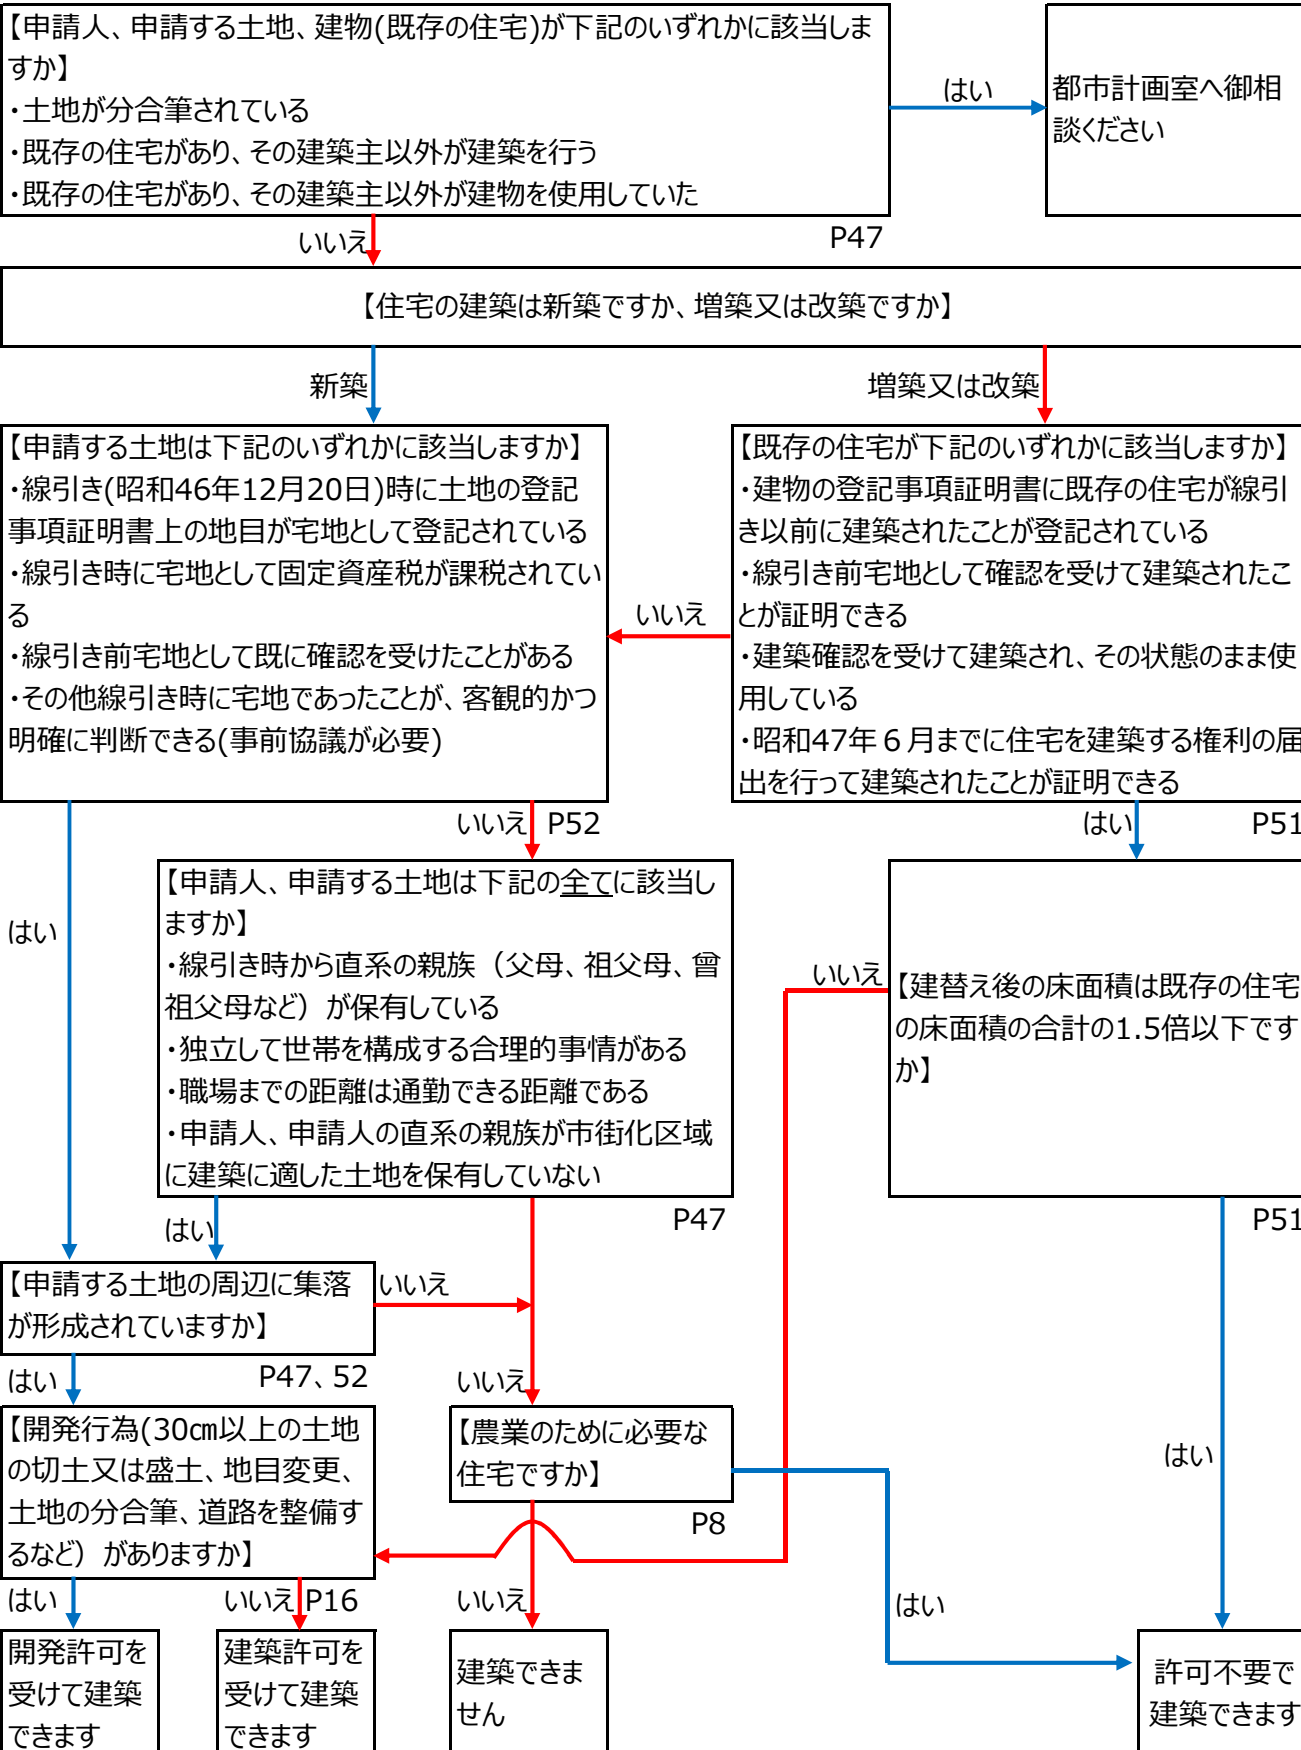 【申請人、申請する土地、建物(既存の住宅)が下記のいずれかに該当しま
すか】
・土地が分合筆されている
・既存の住宅があり、その建築主以外が建築を行う
・既存の住宅があり、その建築主以外が建物を使用していた
はい
都市計画室へ御相
談ください
いいえ
P47
【住宅の建築は新築ですか、増築又は改築ですか】
新築
増築又は改築
【申請する土地は下記のいずれかに該当しますか】
・線引き(昭和46年12月20日)時に土地の登記
事項証明書上の地目が宅地として登記されている
・線引き時に宅地として固定資産税が課税されてい
る
・線引き前宅地として既に確認を受けたことがある
・その他線引き時に宅地であったことが、客観的かつ
明確に判断できる(事前協議が必要)
いいえ
【既存の住宅が下記のいずれかに該当しますか】
・建物の登記事項証明書に既存の住宅が線引
き以前に建築されたことが登記されている
・線引き前宅地として確認を受けて建築されたこ
とが証明できる
・建築確認を受けて建築され、その状態のまま使
用している
・昭和47年６月までに住宅を建築する権利の届
出を行って建築されたことが証明できる
いいえ
P52
はい
P51
はい
【申請人、申請する土地は下記の全てに該当し
ますか】
・線引き時から直系の親族（父母、祖父母、曾
祖父母など）が保有している
・独立して世帯を構成する合理的事情がある
・職場までの距離は通勤できる距離である
・申請人、申請人の直系の親族が市街化区域
に建築に適した土地を保有していない
いいえ
【建替え後の床面積は既存の住宅
の床面積の合計の1.5倍以下です
か】
はい
P47
P51
【申請する土地の周辺に集落
が形成されていますか】
いいえ
はい
P47、52
いいえ
【開発行為(30㎝以上の土地
の切土又は盛土、地目変更、
土地の分合筆、道路を整備す
るなど）がありますか】
【農業のために必要な
住宅ですか】
P8
はい
はい
いいえ
P16
いいえ
はい
開発許可を
受けて建築
できます
建築許可を
受けて建築
できます
建築できま
せん
許可不要で
建築できます